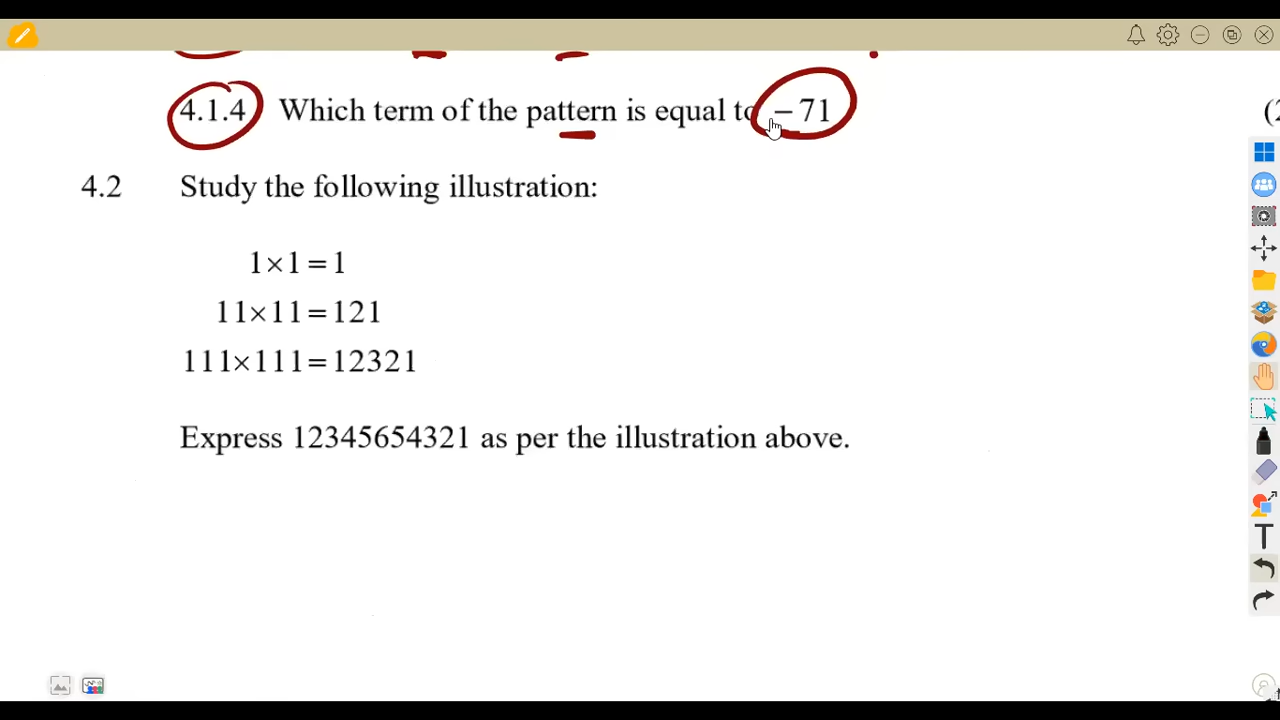 4.1.4 Which term of the pattern is equal to – 71
4.2 Study the following illustration:
1×1=1
11×11=121
111×111=12321
Express 12345654321 as per the illustration above.
T